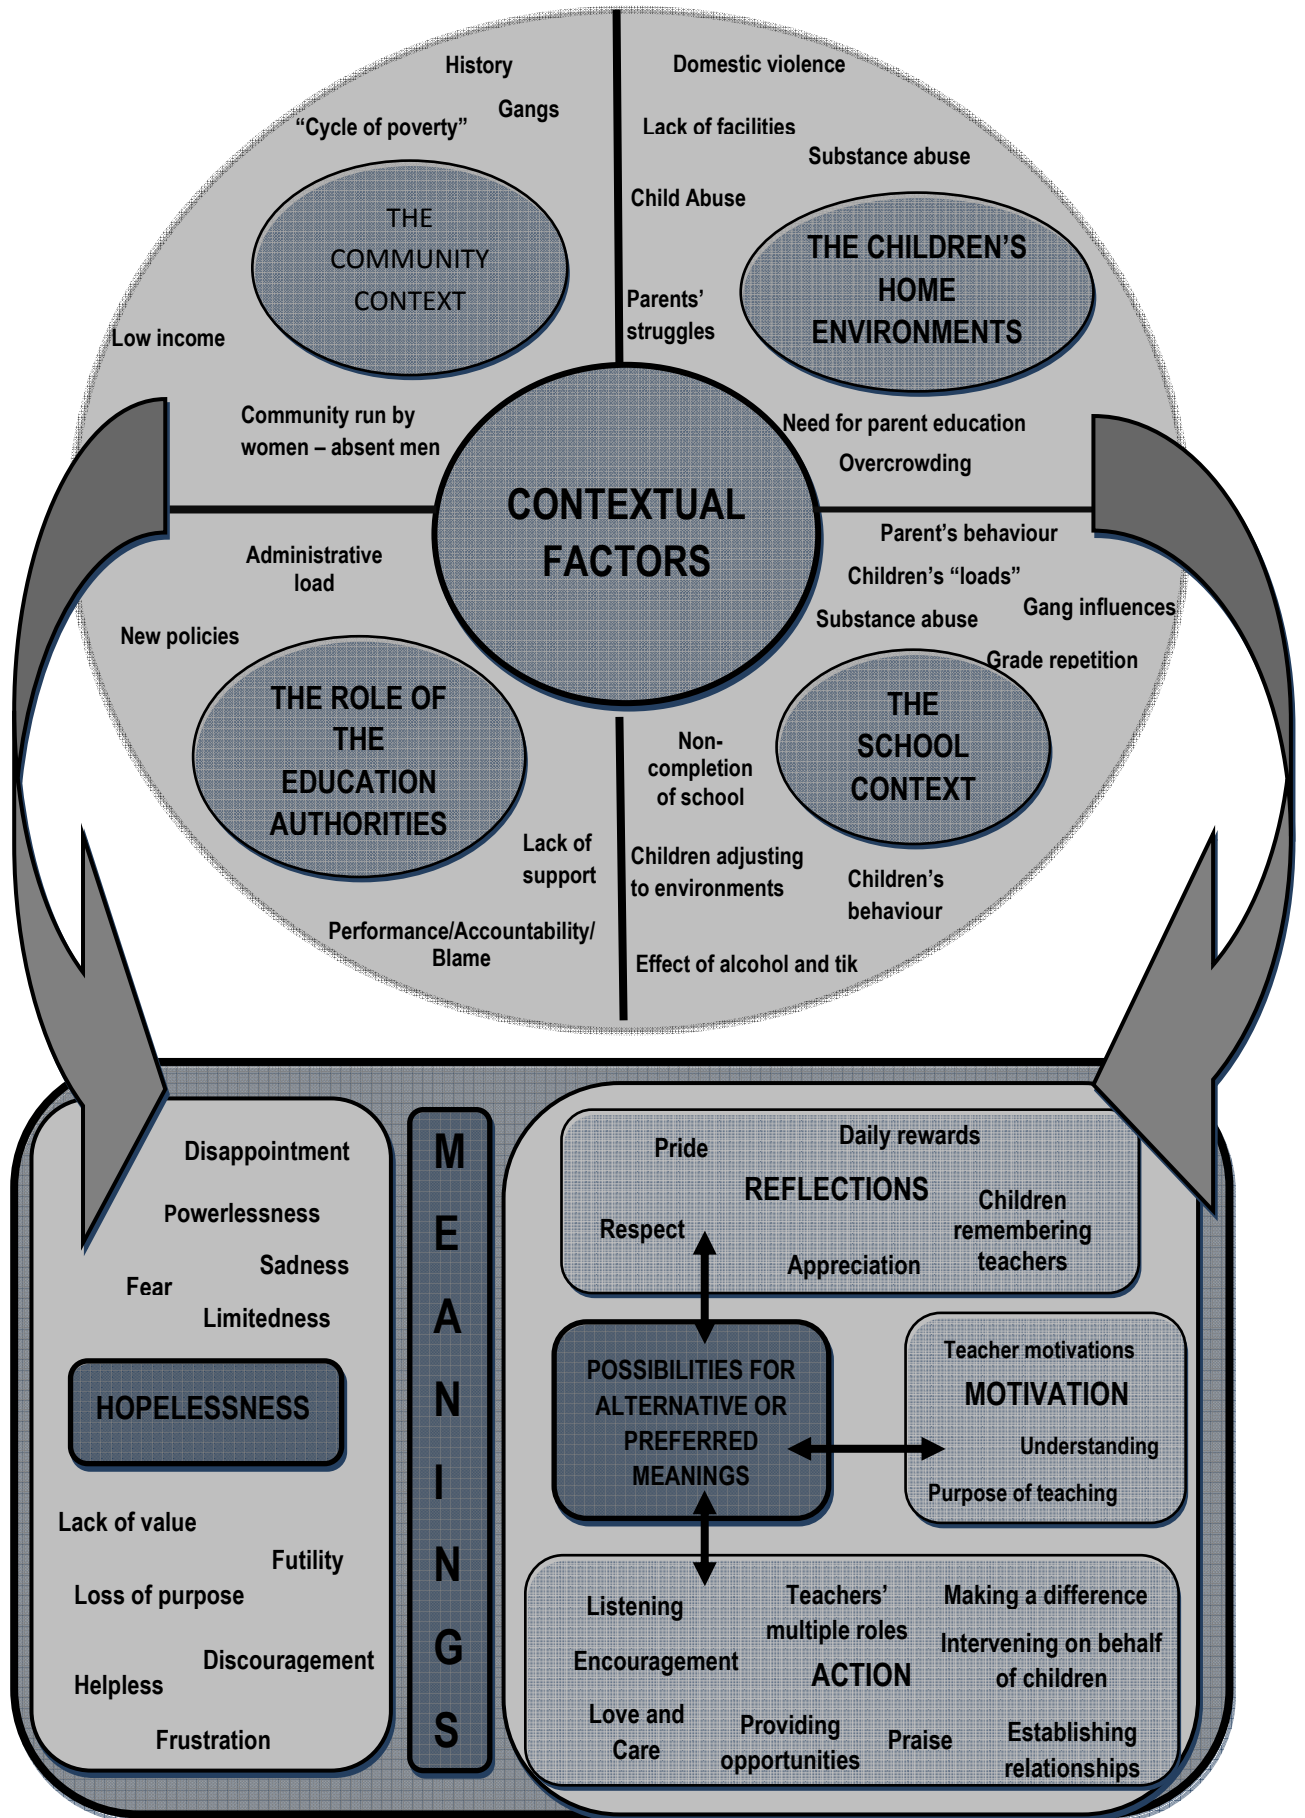 History
Gangs
“Cycle of poverty”
THE
COMMUNITY
CONTEXT
Low income
Community run by
women – absent men
Domestic violence
Lack of facilities
Substance abuse
Child Abuse
THE CHILDREN’S
HOME
ENVIRONMENTS
Parents’
struggles
Need for parent education
Overcrowding
CONTEXTUAL
FACTORS
Administrative
load
New policies
THE ROLE OF
THE
EDUCATION
AUTHORITIES
Lack of
support
Performance/Accountability/
Blame
Parent’s behaviour
Children’s “loads”
Gang influences
Substance abuse
Grade repetition
THE
SCHOOL
CONTEXT
Non-
completion
of school
Children adjusting
to environments
Children’s
behaviour
Effect of alcohol and tik
Disappointment
Powerlessness
Sadness
Fear
Limitedness
HOPELESSNESS
Lack of value
Futility
Loss of purpose
Discouragement
Helpless
Frustration
M
E
A
N
I
N
G
S
Pride
Daily rewards
REFLECTIONS
Respect
Children
remembering
teachers
Appreciation
POSSIBILITIES FOR
ALTERNATIVE OR
PREFERRED
MEANINGS
Teacher motivations
MOTIVATION
Understanding
Purpose of teaching
Listening
Teachers’
multiple roles
Making a difference
Encouragement
ACTION
Intervening on behalf
of children
Love and
Care
Providing
opportunities
Praise
Establishing
relationships